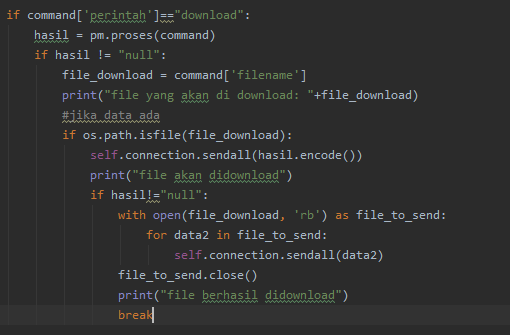 if command['perintah']=="download":
hasil = pm.proses(command)
if hasil != "null":
file_download = command['filename']
print("file yang akan di download: "+file_download)
#jika data ada
if os.path.isfile(file_download):
self.connection.sendall(hasil.encode())
print("file akan didownload")
if hasil!="null":
with open(file_download, 'rb') as file_to_send:
for data2 in file_to_send:
self.connection.sendall(data2)
file_to_send.close()
print("file berhasil didownload")
break